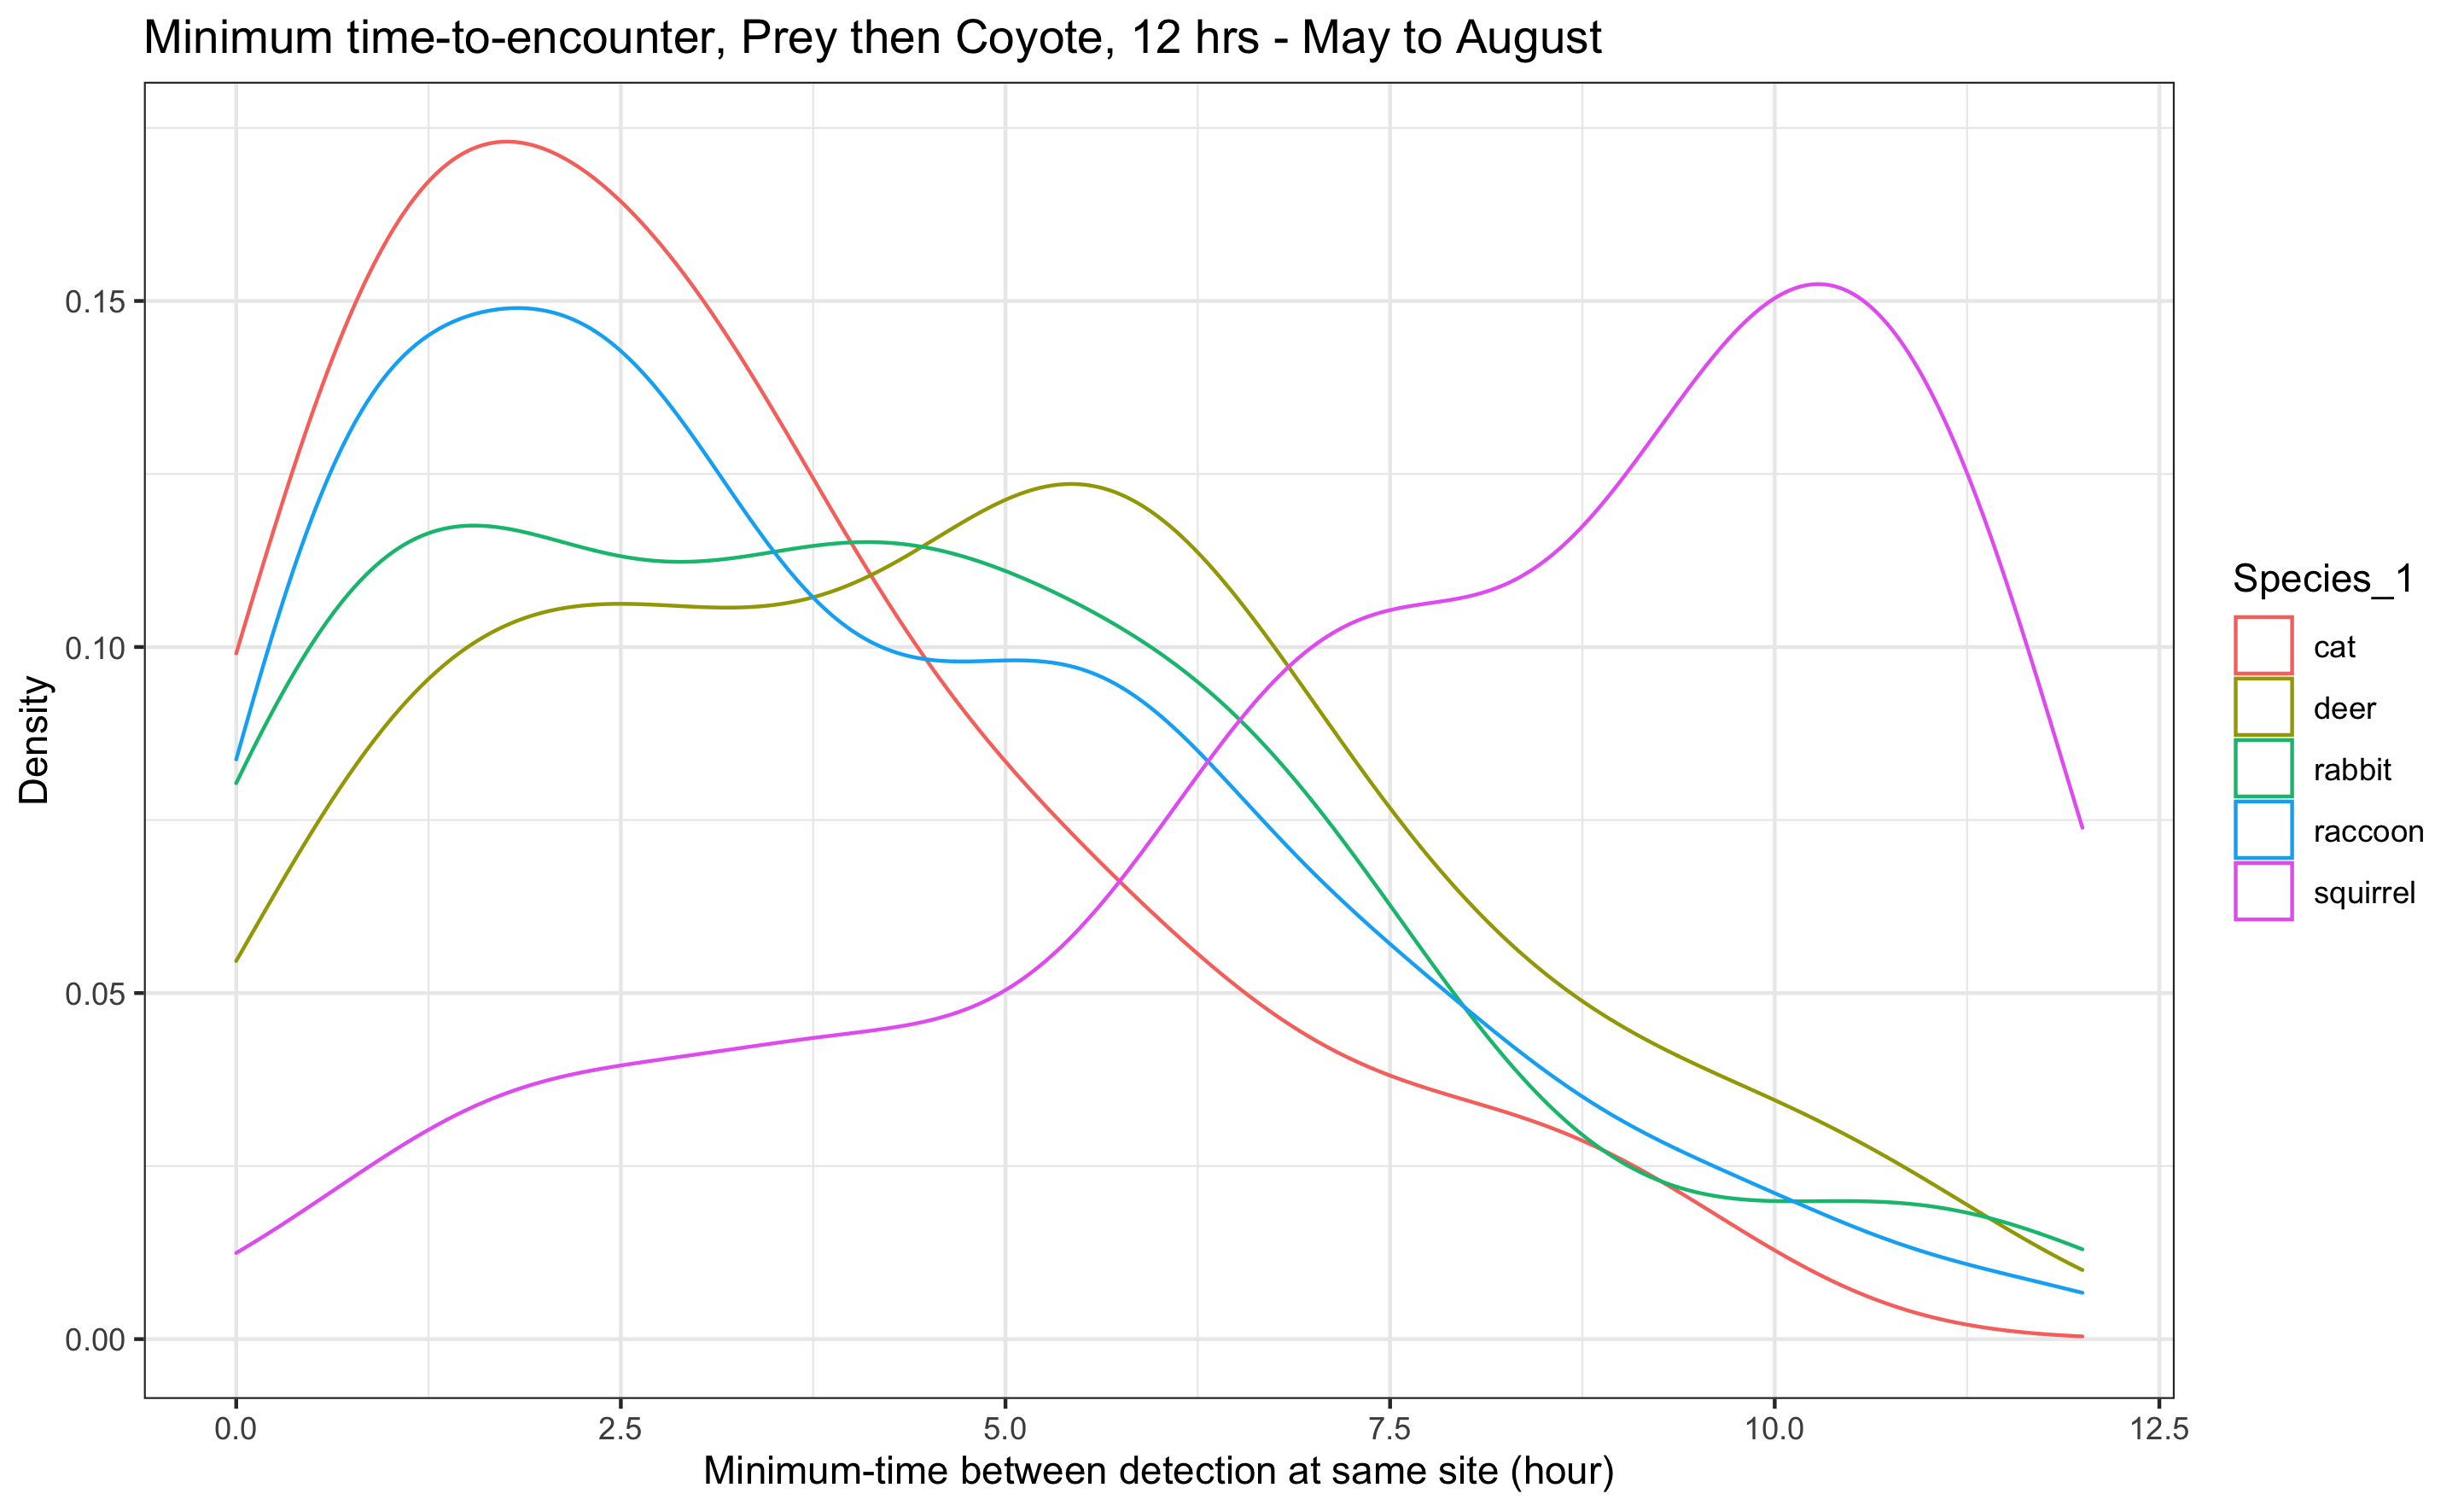 Minimum time-to-encounter, Prey then Coyote, 12 hrs - May to August
Density
0.15
0.10
0.05
0.00
0.0 2.5 5.0 7.5 10.0 12.5
Minimum-time between detection at same site (hour)
Species_1
cat
deer
rabbit
raccoon
squirrel